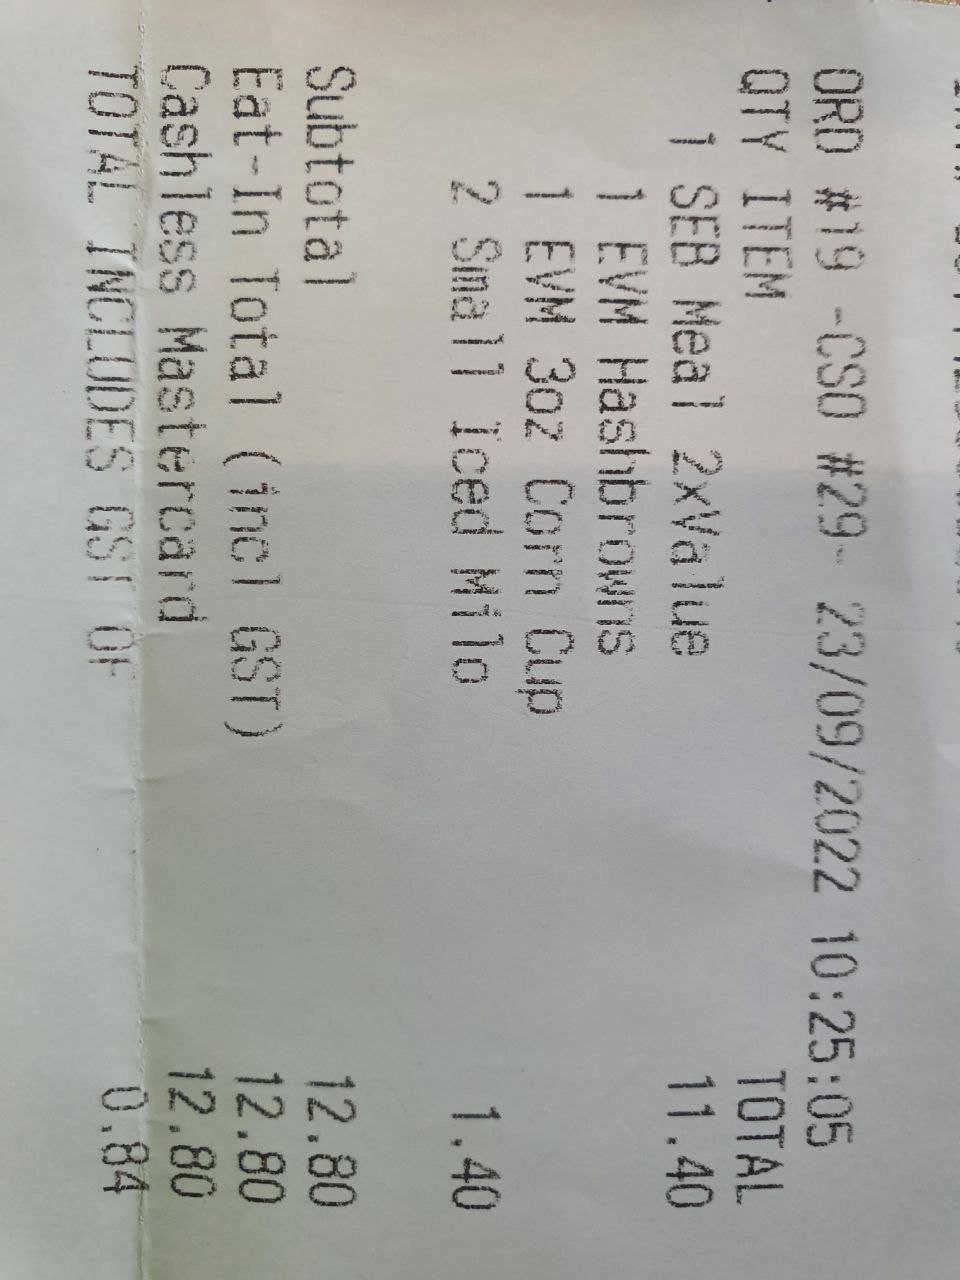 ORD #19 -CSO #29- 23/09/2022 10:25:05
QTY ITEM TOTAL
1 SEB Meal 2xValue 11.40
1 EVM Hashbrowns
1 EVM 3oz Corn Cup
2 Small Iced Milo 1.40
Subtotal 12.80
Eat-In Total (incl GST) 12.80
Cashless Mastercard 12.80
TOTAL INCLUDES GST OF 0.84